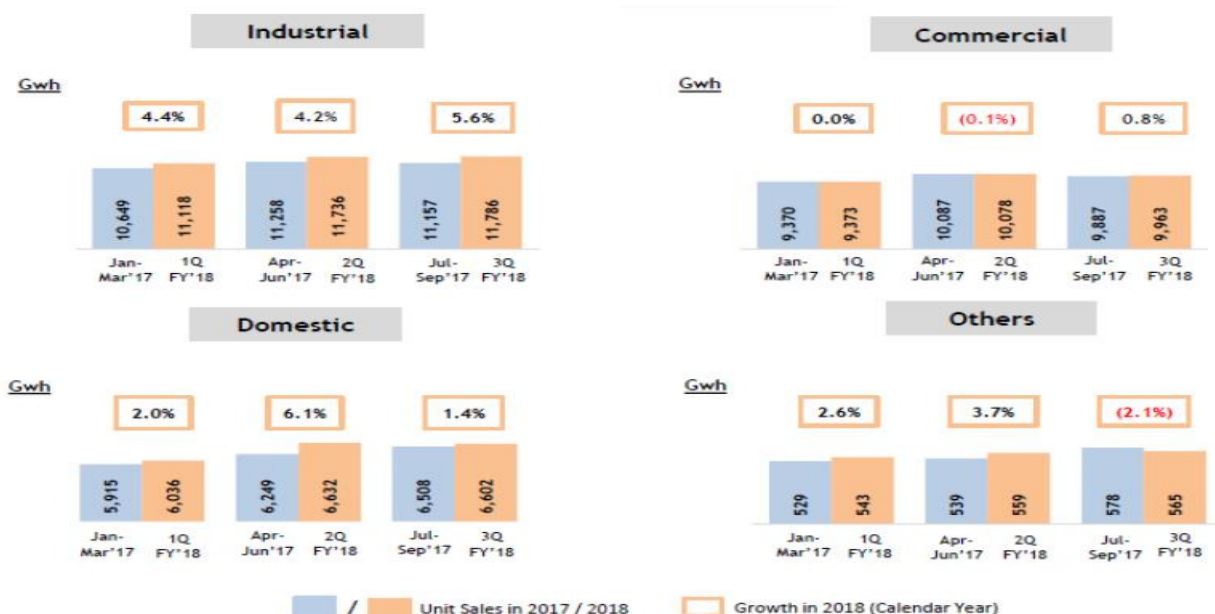 Industrial
Gwh
4.4% 4.2% 5.6%
10,649 11,118 11,258 11,736 11,157 11,786
Jan- 1Q Apr- 2Q Jul- 3Q
Mar'17 FY'18 Jun'17 FY'18 Sep'17 FY'18
Commercial
Gwh
0.0% (0.1%) 0.8%
9,370 9,373 10,087 10,078 9,887 9,963
Jan- 1Q Apr- 2Q Jul- 3Q
Mar'17 FY'18 Jun'17 FY'18 Sep'17 FY'18
Domestic
Gwh
2.0% 6.1% 1.4%
5,915 6,036 6,249 6,632 6,508 6,602
Jan- 1Q Apr- 2Q Jul- 3Q
Mar'17 FY'18 Jun'17 FY'18 Sep'17 FY'18
Others
Gwh
2.6% 3.7% (2.1%)
529 543 539 559 578 565
Jan- 1Q Apr- 2Q Jul- 3Q
Mar'17 FY'18 Jun'17 FY'18 Sep'17 FY'18
/ Unit Sales in 2017 / 2018 Growth in 2018 (Calendar Year)